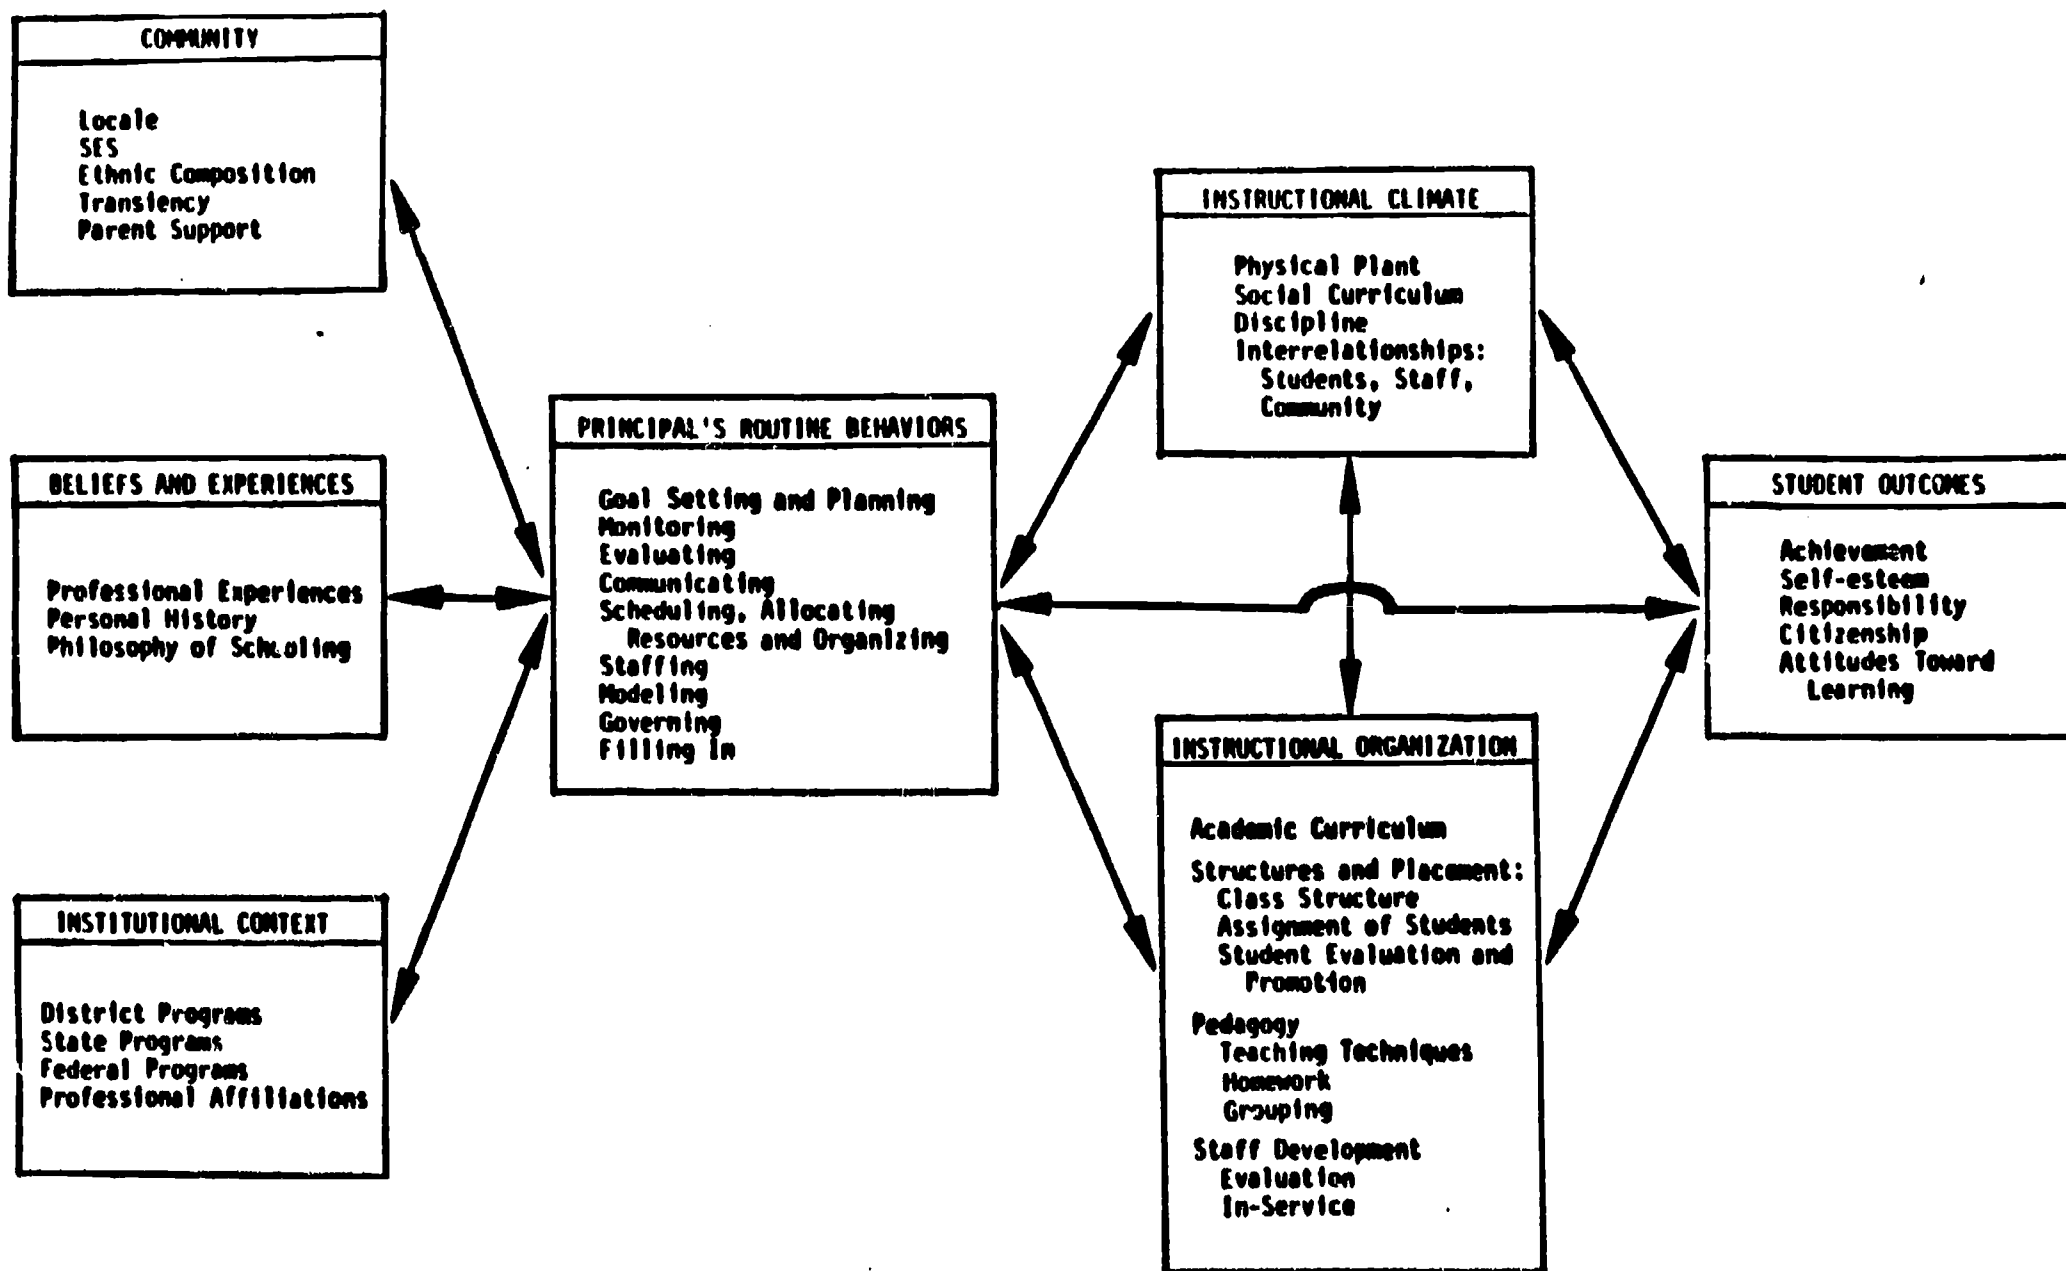 COMMUNITY
Locale
SES
Ethnic Composition
Transiency
Parent Support
BELIEFS AND EXPERIENCES
Professional Experiences
Personal History
Philosophy of Schooling
INSTITUTIONAL CONTEXT
District Programs
State Programs
Federal Programs
Professional Affiliations
PRINCIPAL'S ROUTINE BEHAVIORS
Goal Setting and Planning
Monitoring
Evaluating
Communicating
Scheduling, Allocating
Resources and Organizing
Staffing
Modeling
Governing
Filling In
INSTRUCTIONAL CLIMATE
Physical Plant
Social Curriculum
Discipline
Interrelationships:
Students, Staff,
Community
INSTRUCTIONAL ORGANIZATION
Academic Curriculum
Structures and Placement:
Class Structure
Assignment of Students
Student Evaluation and
Promotion
Pedagogy
Teaching Techniques
Homework
Grouping
Staff Development
Evaluation
In-Service
STUDENT OUTCOMES
Achievement
Self-esteem
Responsibility
Citizenship
Attitudes Toward
Learning